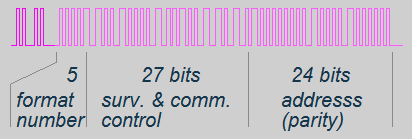 5 27 bits 24 bits
format surv. & comm. addresss
number control (parity)